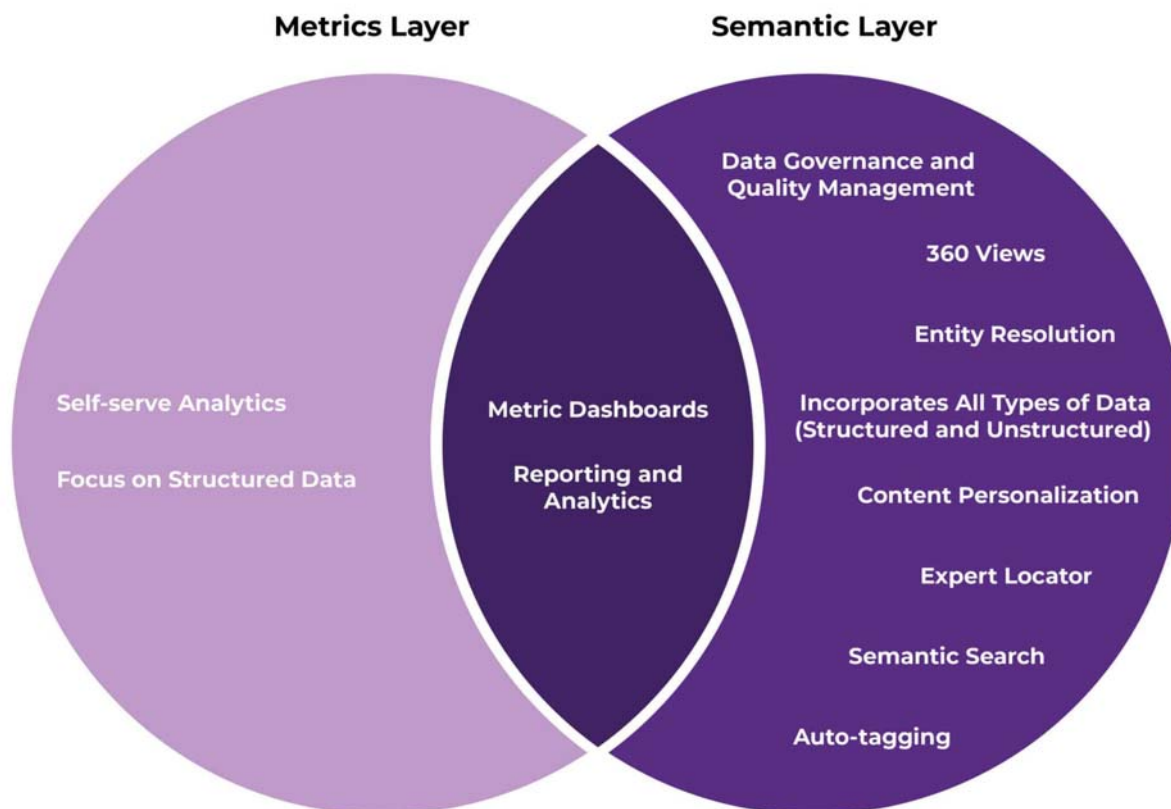 Metrics Layer
Semantic Layer
Self-serve Analytics
Focus on Structured Data
Metric Dashboards
Reporting and
Analytics
Data Governance and
Quality Management
360 Views
Entity Resolution
Incorporates All Types of Data
(Structured and Unstructured)
Content Personalization
Expert Locator
Semantic Search
Auto-tagging